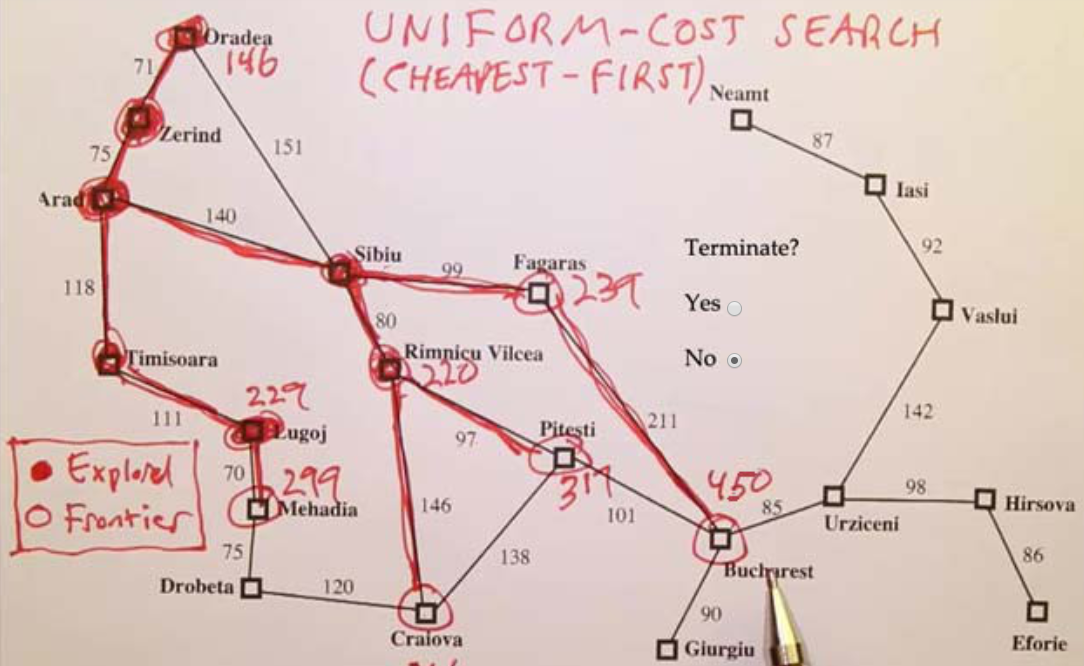 UNIFORM-COST SEARCH
(CHEAPEST-FIRST)
Oradea
146
71
Neamt
87
Zerind
151
75
Iasi
Arad
140
92
Sibiu
Terminate?
99
Fagaras
239
118
Yes
Vaslui
80
Timisoara
Rimnicu Vilcea
No
220
229
111
211
142
Lugoj
97
Pitesti
317
Explored
70
299
450
98
Frontier
Mehadia
146
101
85
Urziceni
Hirsova
75
138
Bucharest
86
Drobeta
120
90
Craiova
Giurgiu
Eforie